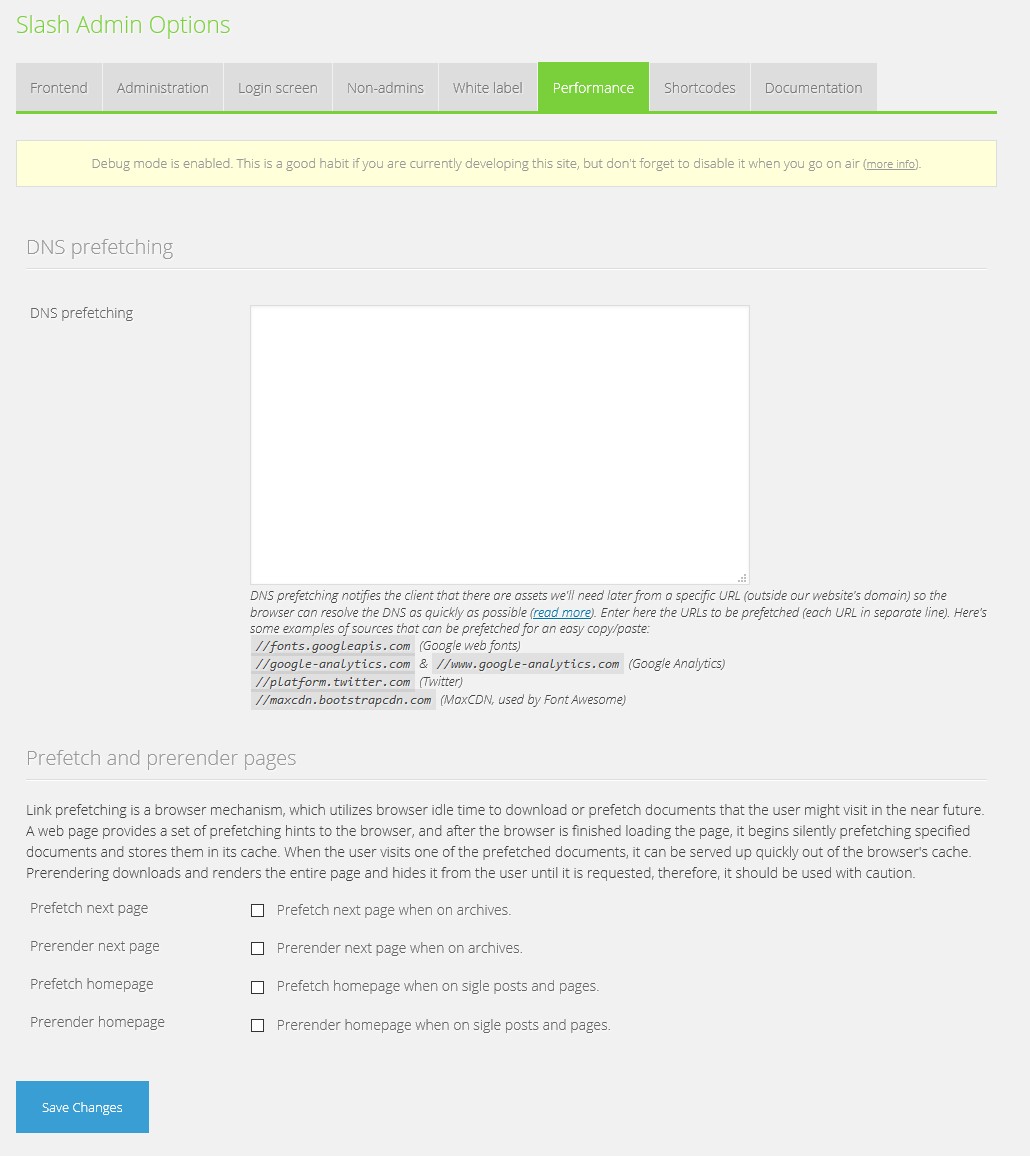 Slash Admin Options
Frontend Administration Login screen Non-admins White label Performance Shortcodes Documentation
Debug mode is enabled. This is a good habit if you are currently developing this site, but don't forget to disable it when you go on air (more info).
DNS prefetching
DNS prefetching
DNS prefetching notifies the client that there are assets we'll need later from a specific URL (outside our website's domain) so the
browser can resolve the DNS as quickly as possible (read more). Enter here the URLs to be prefetched (each URL in separate line). Here's
some examples of sources that can be prefetched for an easy copy/paste:
//fonts.googleapis.com (Google web fonts)
//google-analytics.com & //www.google-analytics.com (Google Analytics)
//platform.twitter.com (Twitter)
//maxcdn.bootstrapcdn.com (MaxCDN, used by Font Awesome)
Prefetch and prerender pages
Link prefetching is a browser mechanism, which utilizes browser idle time to download or prefetch documents that the user might visit in the near future.
A web page provides a set of prefetching hints to the browser, and after the browser is finished loading the page, it begins silently prefetching specified
documents and stores them in its cache. When the user visits one of the prefetched documents, it can be served up quickly out of the browser's cache.
Prerendering downloads and renders the entire page and hides it from the user until it is requested, therefore, it should be used with caution.
Prefetch next page Prefetch next page when on archives.
Prerender next page Prerender next page when on archives.
Prefetch homepage Prefetch homepage when on sigle posts and pages.
Prerender homepage Prerender homepage when on sigle posts and pages.
Save Changes